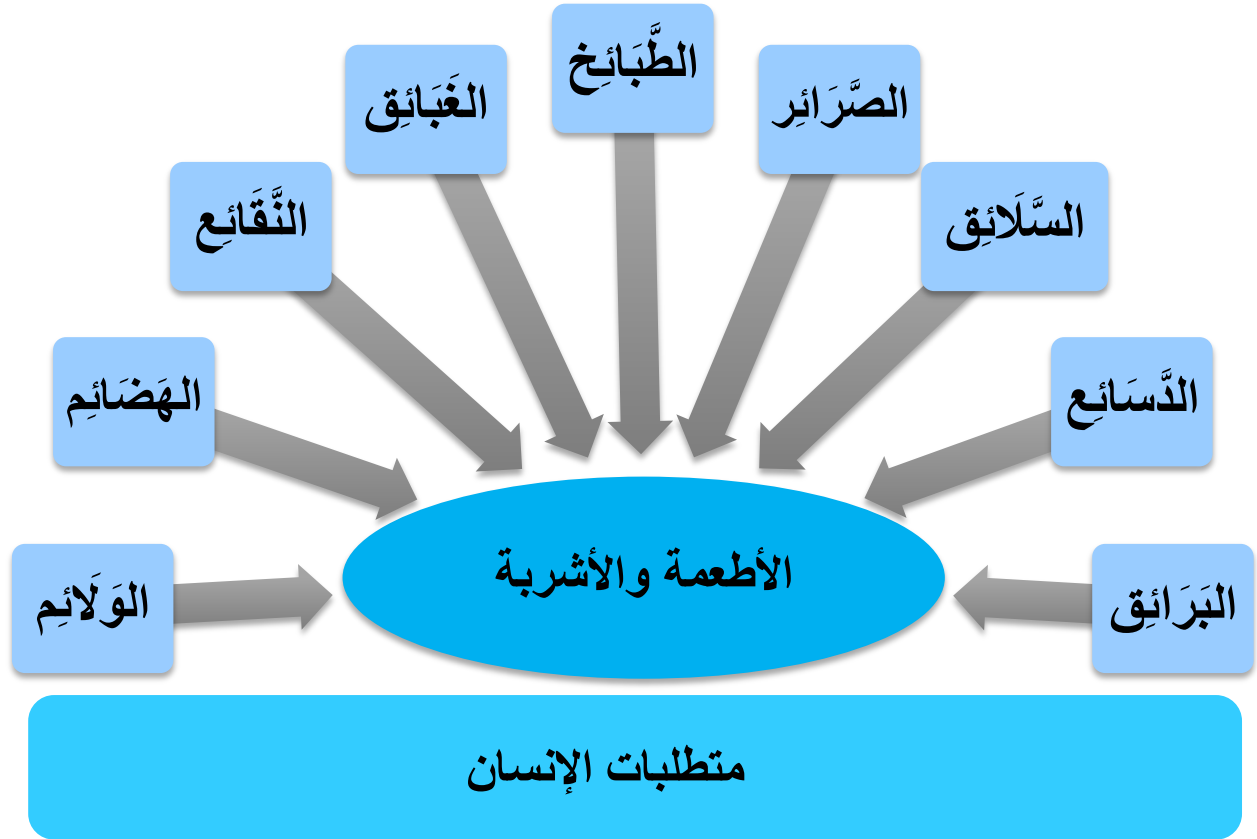 الطَّبَائِخ
الصَّرَائِر
الغَبَائِق
السَّلَائِق
النَّقَائِع
الدَّسَائِع
الهَضَائِم
البَرَائِق
الوَلَائِم
الأطعمة والأشربة
متطلبات الإنسان